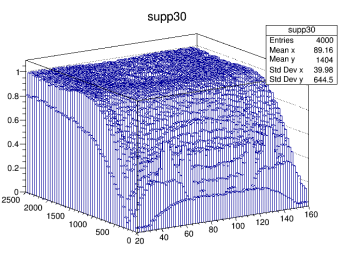 supp30
supp30
Entries 4000
Mean x 89.16
Mean y 1404
Std Dev x 39.98
Std Dev y 644.5
1
0.8
0.6
0.4
0.2
0
2500
2000
1500
1000
500
0
20
40
60
80
100
120
140
160